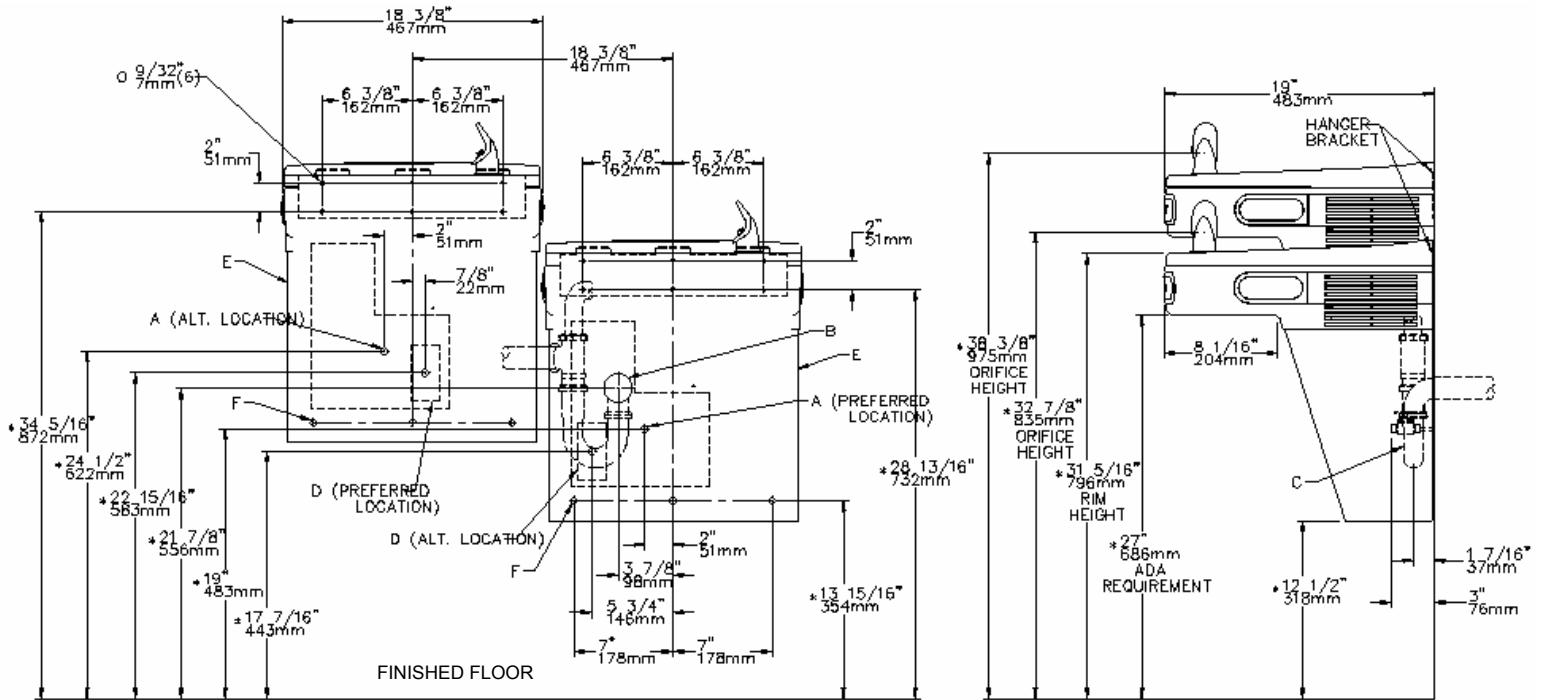 18 3/8"
467mm
18 3/8"
467mm
O 9/32"
7mm(6)
6 3/8"
162mm
6 3/8"
162mm
2"
51mm
6 3/8"
162mm
6 3/8"
162mm
2"
51mm
2"
51mm
7/8"
22mm
E
A (ALT. LOCATION)
B
E
A (PREFERRED
LOCATION)
F
*34 5/16"
872mm
*24 1/2"
622mm
*22 15/16"
583mm
*21 7/8"
556mm
*19"
483mm
*17 7/16"
443mm
D (PREFERRED
LOCATION)
D (ALT. LOCATION)
F
*28 13/16"
732mm
2"
51mm
3 7/8"
98mm
5 3/4"
146mm
7"
178mm
7"
178mm
*13 15/16"
354mm
FINISHED FLOOR
19"
483mm
HANGER
BRACKET
*38 3/8"
975mm
ORIFICE
HEIGHT
8 1/16"
204mm
*32 7/8"
835mm
ORIFICE
HEIGHT
*31 5/16"
796mm
RIM
HEIGHT
C
*27"
686mm
ADA
REQUIREMENT
*12 1/2"
318mm
1 7/16"
37mm
3"
76mm